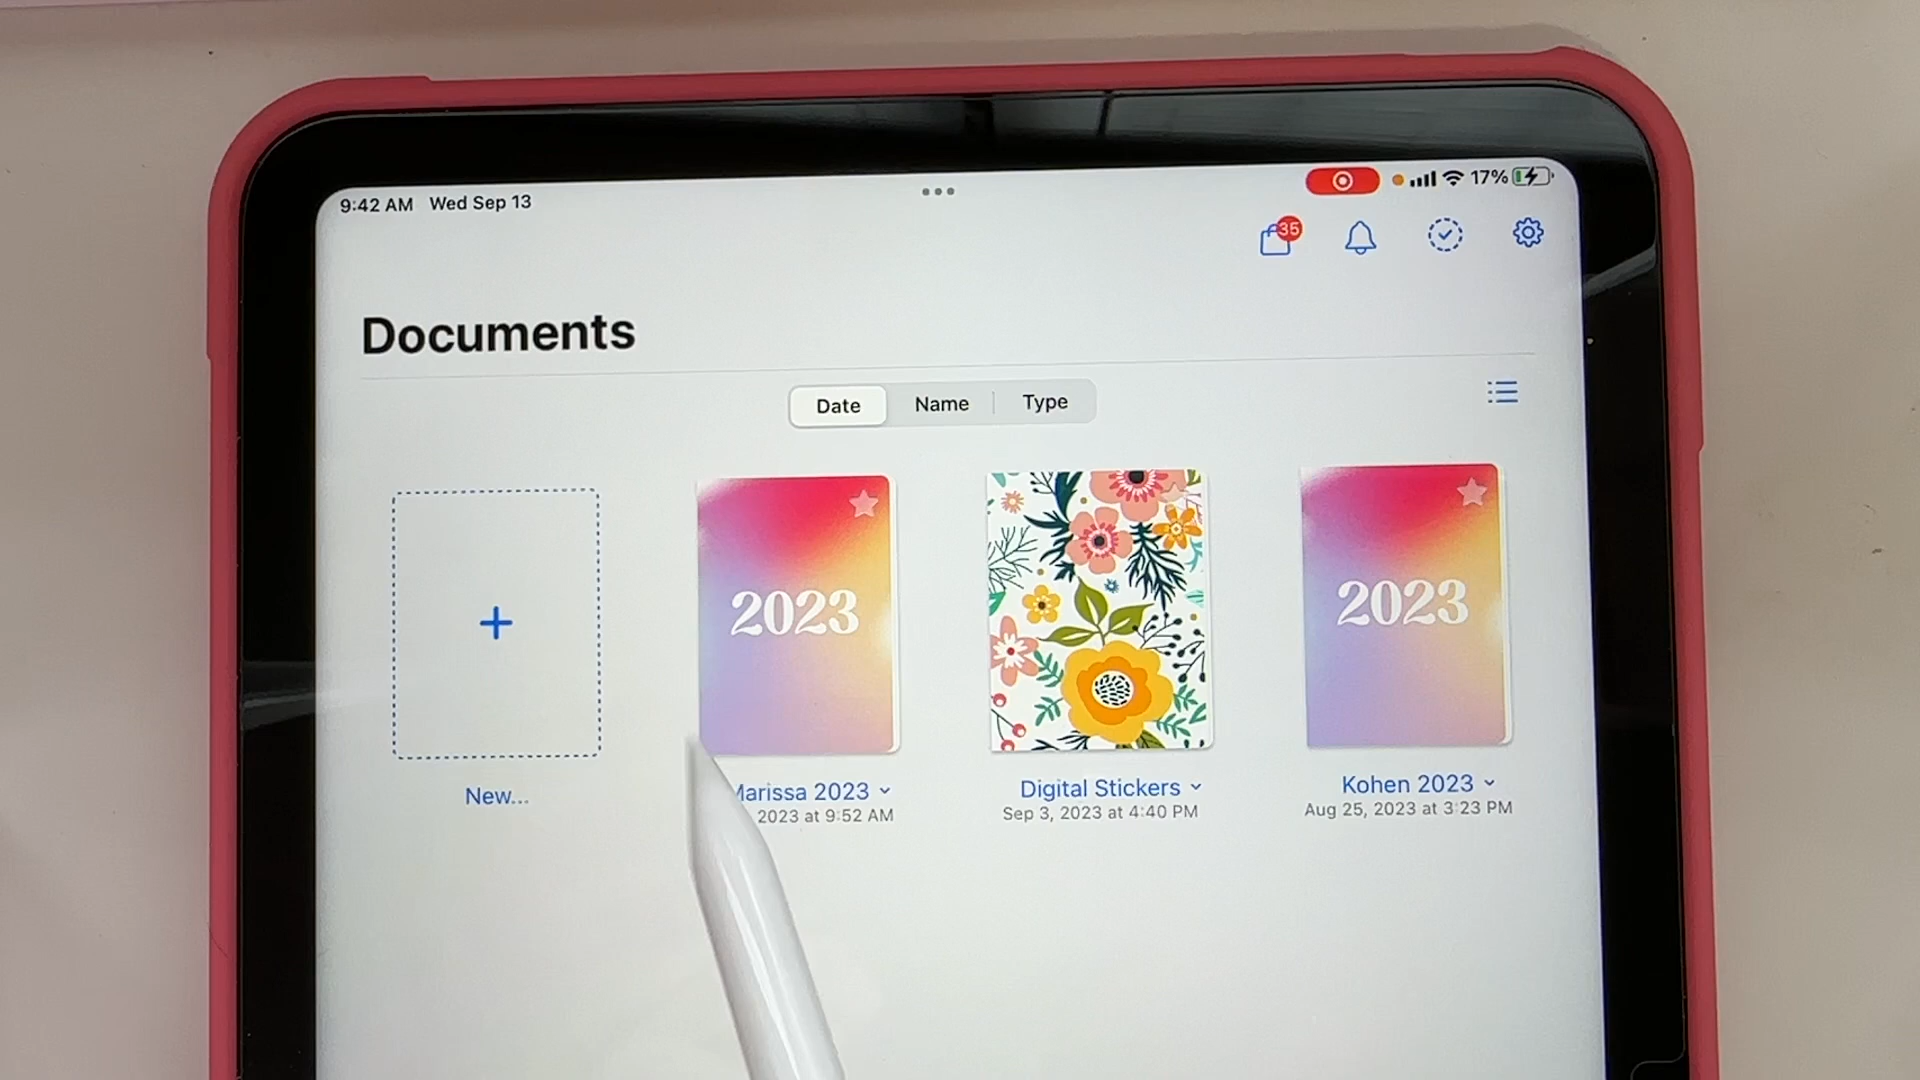 9:42 AM Wed Sep 13
17%
35
Documents
Date Name Type
2023
2023
New...
2023
Digital Stickers
Kohen 2023
2023 at 9:52 AM
Sep 3, 2023 at 4:40 PM
Aug 25, 2023 at 3:23 PM